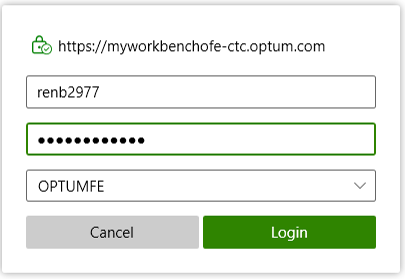 https://myworkbenchofe-ctc.optum.com
renb2977
●●●●●●●●●●●●
OPTUMFE
Cancel
Login